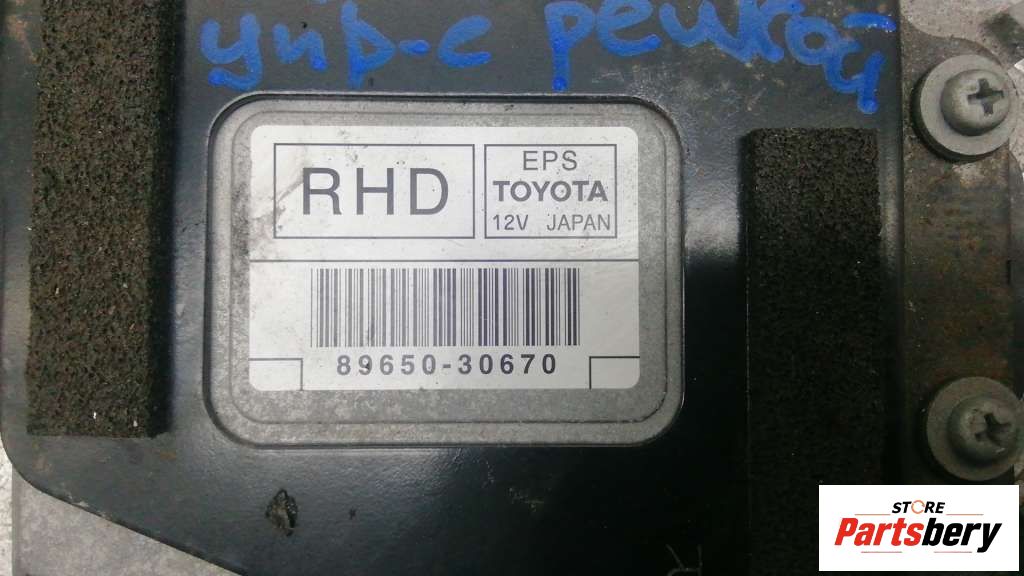 упр-с рейкой
RHD
EPS
TOYOTA
12V JAPAN
89650-30670
STORE
Partsbery